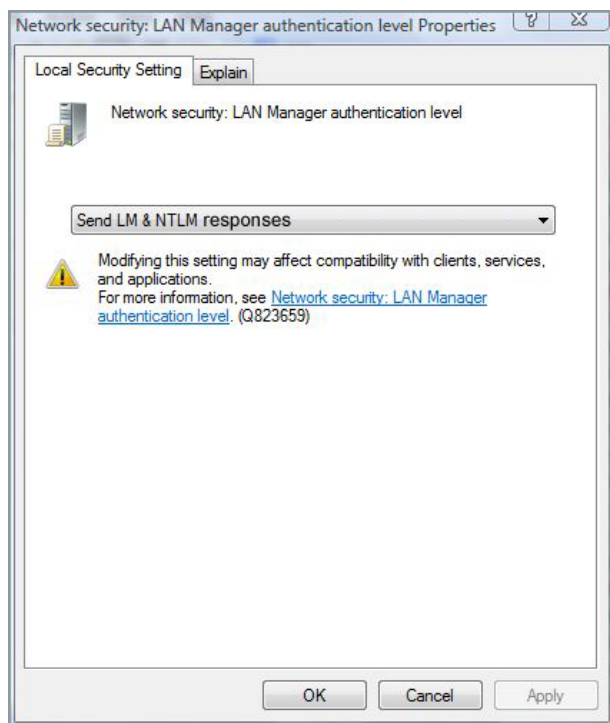 Network security: LAN Manager authentication level Properties
Local Security Setting
Explain
Network security: LAN Manager authentication level
Send LM & NTLM responses
Modifying this setting may affect compatibility with clients, services,
and applications.
For more information, see Network security: LAN Manager
authentication level. (Q823659)
OK
Cancel
Apply